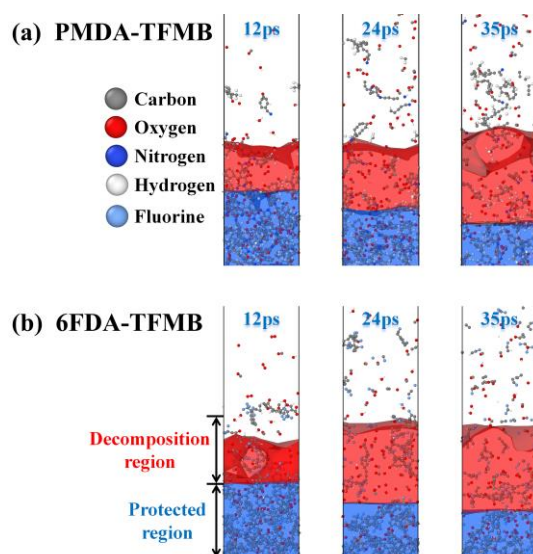 (a) PMDA-TFMB
12ps 24ps 35ps
Carbon
Oxygen
Nitrogen
Hydrogen
Fluorine
(b) 6FDA-TFMB
12ps 24ps 35ps
Decomposition
region
Protected
region